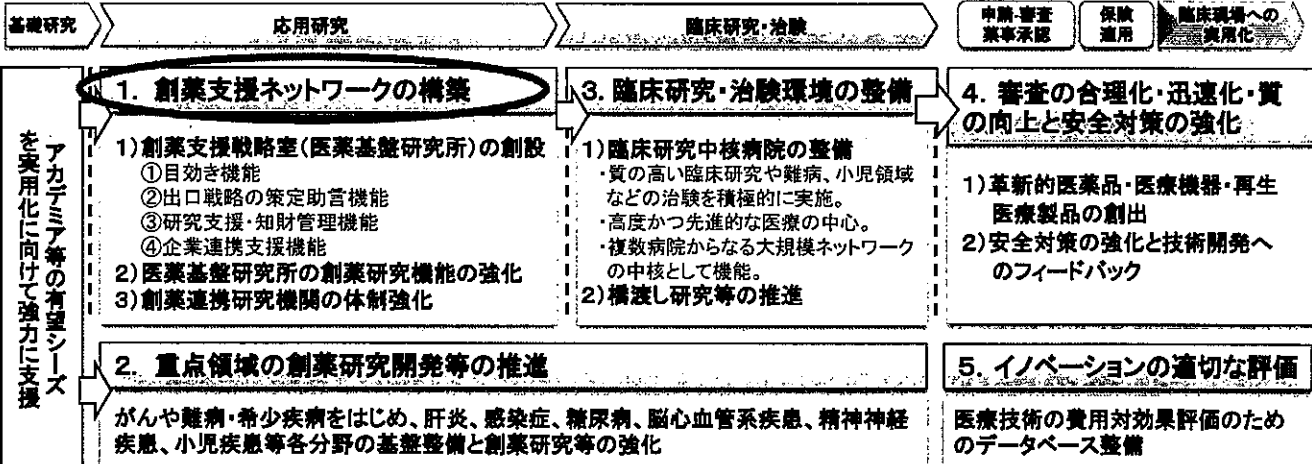 基礎研究
応用研究
臨床研究・治験
申請・審査
薬事承認
保険
適用
臨床現場への
実用化
アカデミア等の有望シーズ
を実用化に向けて強力に支援
1. 創薬支援ネットワークの構築
1)創薬支援戦略室(医薬基盤研究所)の創設
①目効き機能
②出口戦略の策定助言機能
③研究支援・知財管理機能
④企業連携支援機能
2)医薬基盤研究所の創薬研究機能の強化
3)創薬連携研究機関の体制強化
3. 臨床研究・治験環境の整備
1)臨床研究中核病院の整備
・質の高い臨床研究や難病、小児領域
などの治験を積極的に実施。
・高度かつ先進的な医療の中心。
・複数病院からなる大規模ネットワーク
の中核として機能。
2)橋渡し研究等の推進
4. 審査の合理化・迅速化・質
の向上と安全対策の強化
1)革新的医薬品・医療機器・再生
医療製品の創出
2)安全対策の強化と技術開発へ
のフィードバック
2. 重点領域の創薬研究開発等の推進
がんや難病・希少疾病をはじめ、肝炎、感染症、糖尿病、脳心血管系疾患、精神神経
疾患、小児疾患等各分野の基盤整備と創薬研究等の強化
5. イノベーションの適切な評価
医療技術の費用対効果評価のため
のデータベース整備